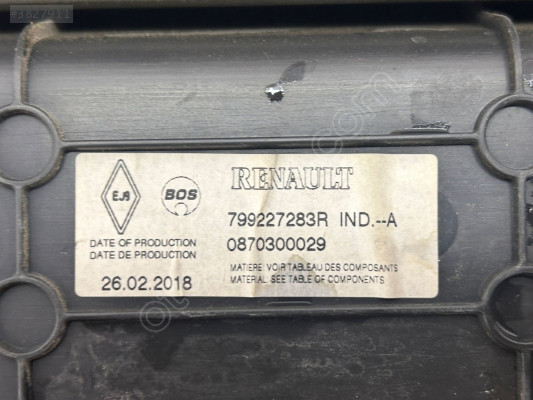 #3827911
E.A
BOS
RENAULT
799227283R IND.--A
0870300029
DATE OF PRODUCTION
DATE DE PRODUCTION
26.02.2018
MATIERE: VOIR TABLEAU DES COMPOSANTS
MATERIAL: SEE TABLE OF COMPONENTS